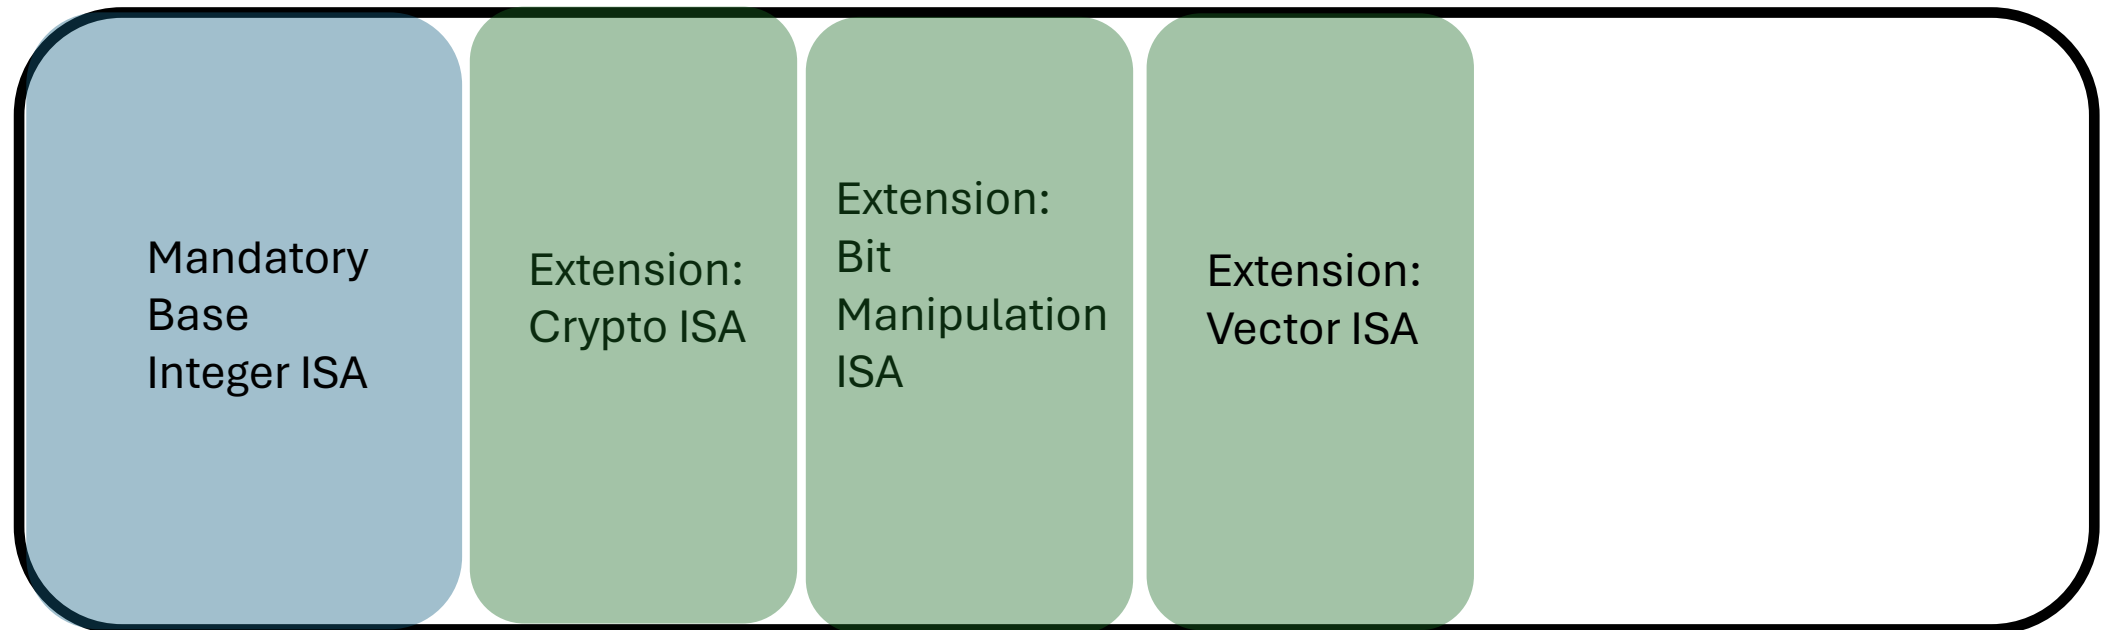 Mandatory
Base
Integer ISA
Extension:
Crypto ISA
Extension:
Bit
Manipulation
ISA
Extension:
Vector ISA